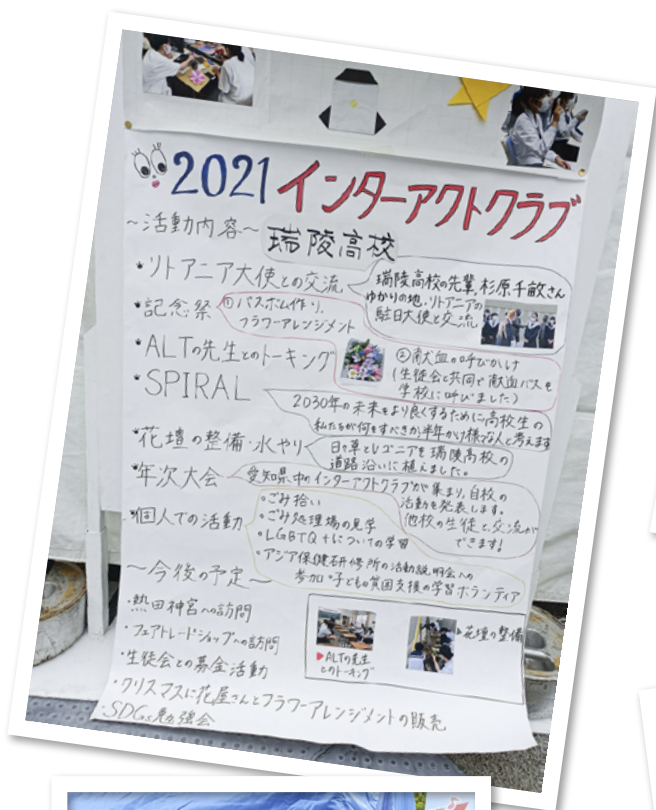 2021 インターアクトクラブ
～活動内容～ 瑞陵高校
・リトアニア大使との交流
瑞陵高校の先輩、杉原千畝さん
ゆかりの地、リトアニアの
駐日大使と交流
・記念祭
①バスボム作り、
フラワーアレンジメント
②献血の呼びかけ
(生徒会と共同で献血バスを
学校に呼びました)
・ALTの先生とのトーキング
・SPIRAL
2030年の未来をより良くするために高校生の
私たちが何をすべきか半年かけ様々な人と考えます
・花壇の整備・水やり
日々草とベゴニアを瑞陵高校の
道路沿いに植えました。
・年次大会
愛知県中のインターアクトクラブが集まり、自校の
活動を発表します。
他校の生徒と交流が
できます!
・個人での活動
・ごみ拾い
・ごみ処理場の見学
・LGBTQ+についての学習
・アジア保健研修所の活動説明会への
参加・子どもの貧困支援の学習ボランティア
～今後の予定～
・熱田神宮への訪問
・フェアトレードショップへの訪問
・生徒会との募金活動
・クリスマスに花屋さんとフラワーアレンジメントの販売
・SDGs勉強会
▶ALTの先生
とのトーキング
▶花壇の整備